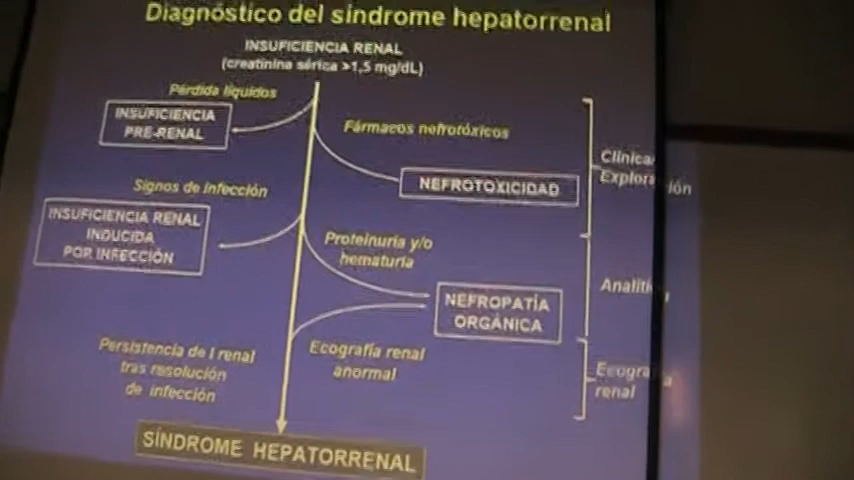 Diagnóstico del síndrome hepatorrenal
INSUFICIENCIA RENAL
(creatinina sérica >1,5 mg/dL)
Pérdida líquidos
INSUFICIENCIA
PRE-RENAL
Fármacos nefrotóxicos
NEFROTOXICIDAD
Clínica/
Exploración
Signos de infección
INSUFICIENCIA RENAL
INDUCIDA
POR INFECCIÓN
Proteinuria y/o
hematuria
NEFROPATÍA
ORGÁNICA
Persistencia de I renal
tras resolución
de infección
Ecografía renal
anormal
renal
SÍNDROME HEPATORRENAL